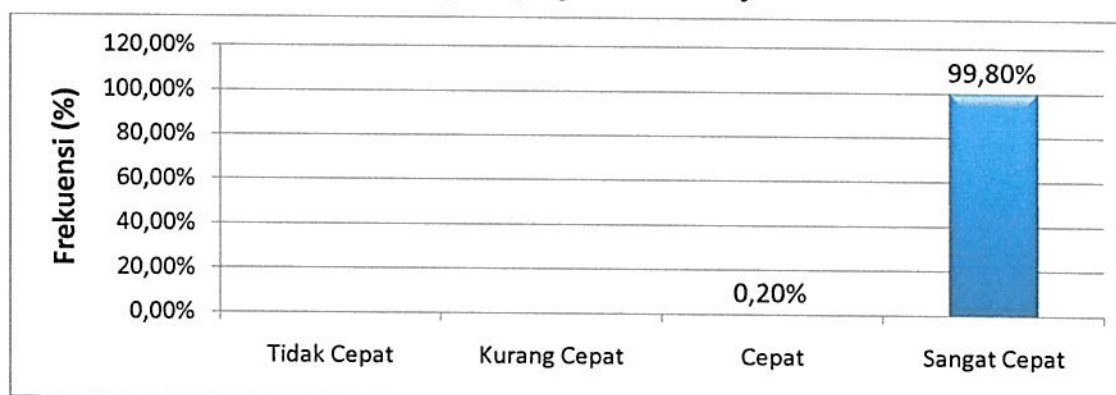 120,00%
100,00%
80,00%
60,00%
40,00%
20,00%
0,00%
Frekuensi (%)
99,80%
0,20%
Tidak Cepat
Kurang Cepat
Cepat
Sangat Cepat